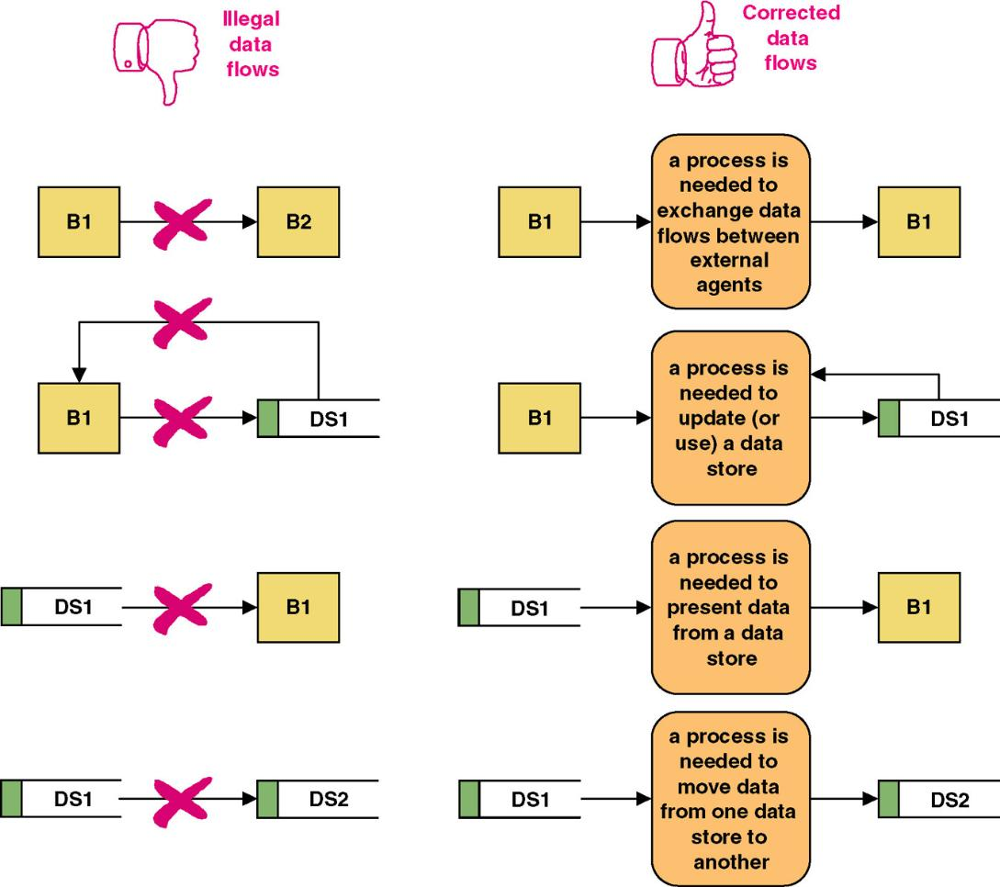 Illegal
data
flows
Corrected
data
flows
B1
B2
B1
a process is
needed to
exchange data
flows between
external
agents
B1
B1
DS1
B1
a process is
needed to
update (or
use) a data
store
DS1
DS1
B1
DS1
a process is
needed to
present data
from a data
store
B1
DS1
DS2
DS1
a process is
needed to
move data
from one data
store to
another
DS2